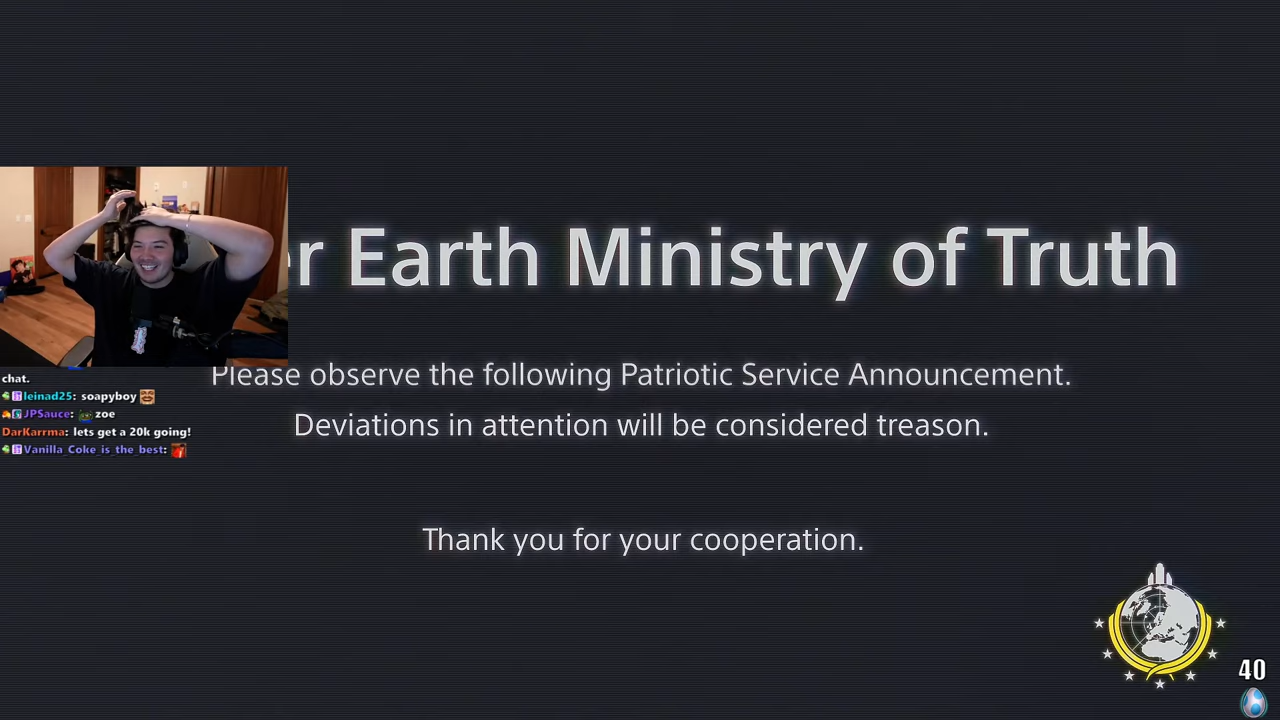 r Earth Ministry of Truth
Please observe the following Patriotic Service Announcement.
Deviations in attention will be considered treason.
Thank you for your cooperation.
chat.
leinad25: soapyboy
JPSauce: zoe
DarKarrma: lets get a 20k going!
Vanilla_Coke_is_the_best:
40